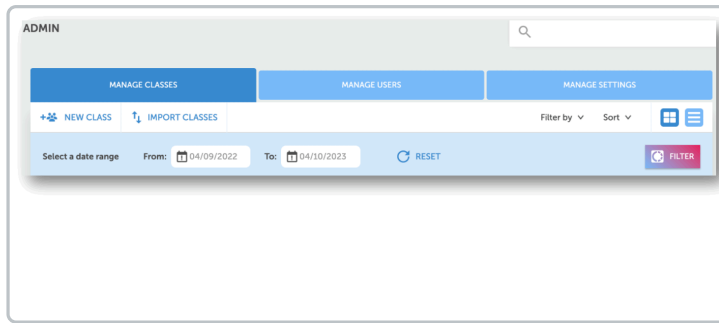 ADMIN
MANAGE CLASSES MANAGE USERS MANAGE SETTINGS
NEW CLASS IMPORT CLASSES Filter by Sort
Select a date range From: 04/09/2022 To: 04/10/2023 RESET FILTER